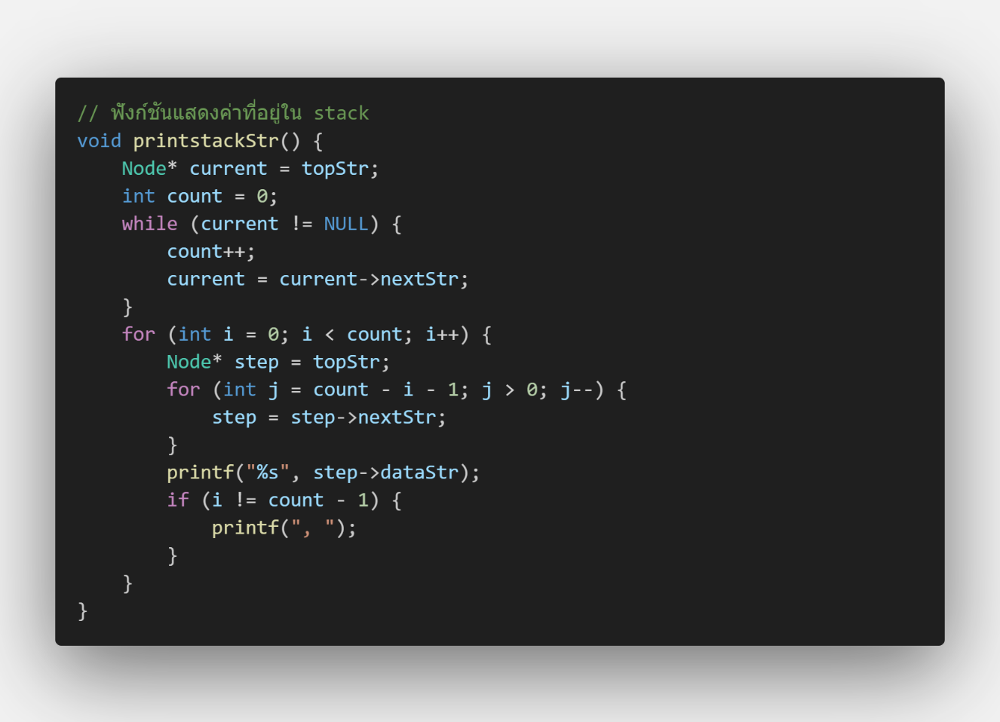 // ฟังก์ชันแสดงค่าที่อยู่ใน stack
void printstackStr() {
    Node* current = topStr;
    int count = 0;
    while (current != NULL) {
        count++;
        current = current->nextStr;
    }
    for (int i = 0; i < count; i++) {
        Node* step = topStr;
        for (int j = count - i - 1; j > 0; j--) {
            step = step->nextStr;
        }
        printf("%s", step->dataStr);
        if (i != count - 1) {
            printf(", ");
        }
    }
}